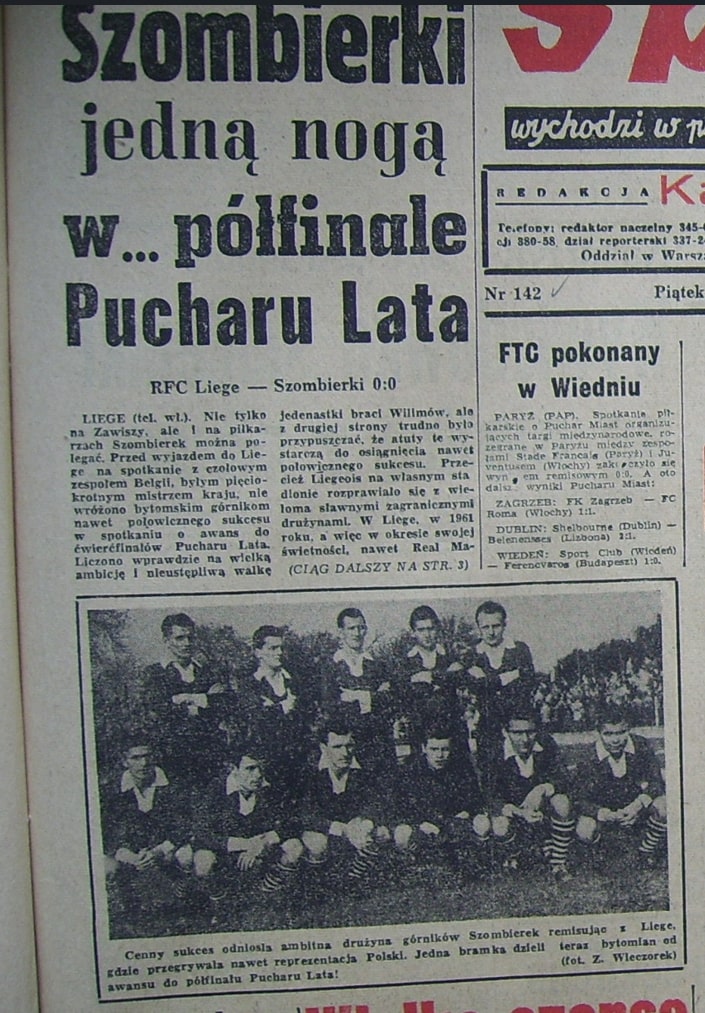 Szombierki
jedną nogą
w... półfinale
Pucharu Lata
RFC Liege — Szombierki 0:0
LIEGE (tel. wł.). Nie tylko
na Zawiszy, ale i na piłka-
rzach Szombierek można po-
legać. Przed wyjazdem do Lie-
ge na spotkanie z czołowym
zespołem Belgii, byłym pięcio-
krotnym mistrzem kraju, nie
wróżono bytomskim górnikom
nawet połowicznego sukcesu
w spotkaniu o awans do
ćwierćfinałów Pucharu Lata.
Liczono wprawdzie na wielką
ambicję i nieustępliwą walkę
jedenastki braci Wilimów, ale
z drugiej strony trudno było
przypuszczać, że atuty te wy-
starczą do osiągnięcia nawet
połowicznego sukcesu. Prze-
cież Liegeois na własnym sta
dionie rozprawiało się z wie-
loma sławnymi zagranicznymi
drużynami. W Liege, w 1961
roku, a więc w okresie swojej
świetności, nawet Real Ma-
(CIĄG DALSZY NA STR. 3)
sp
wychodzi w p
REDAKCJA Ka
Telefony: redaktor naczelny 345-
cji 380-58, dział reporterski 337-2
Oddział w Warsz
Nr 142 Piątek
FTC pokonany
w Wiedniu
PARYŻ (PAP). Spotkanie pił-
karskie o Puchar Miast organizu-
jących targi międzynarodowe, ro-
zegrane w Paryżu między zespo-
łami Stade Francais (Paryż) i Ju-
ventusem (Włochy) zakończyło się
wynikiem remisowym 0:0. A oto
dalsze wyniki Pucharu Miast:
ZAGRZEB: FK Zagrzeb — FC
Roma (Włochy) 1:1.
DUBLIN: Shelbourne (Dublin) —
Belenenses (Lizbona) 2:1.
WIEDEŃ: Sport Club (Wiedeń)
— Ferencvaros (Budapeszt) 1:0.
Cenny sukces odniosła ambitna drużyna górników Szombierek remisując z Liege,
gdzie przegrywała nawet reprezentacja Polski. Jedna bramka dzieli teraz bytomian od
awansu do półfinału Pucharu Lata! (fot. Z. Wieczorek)